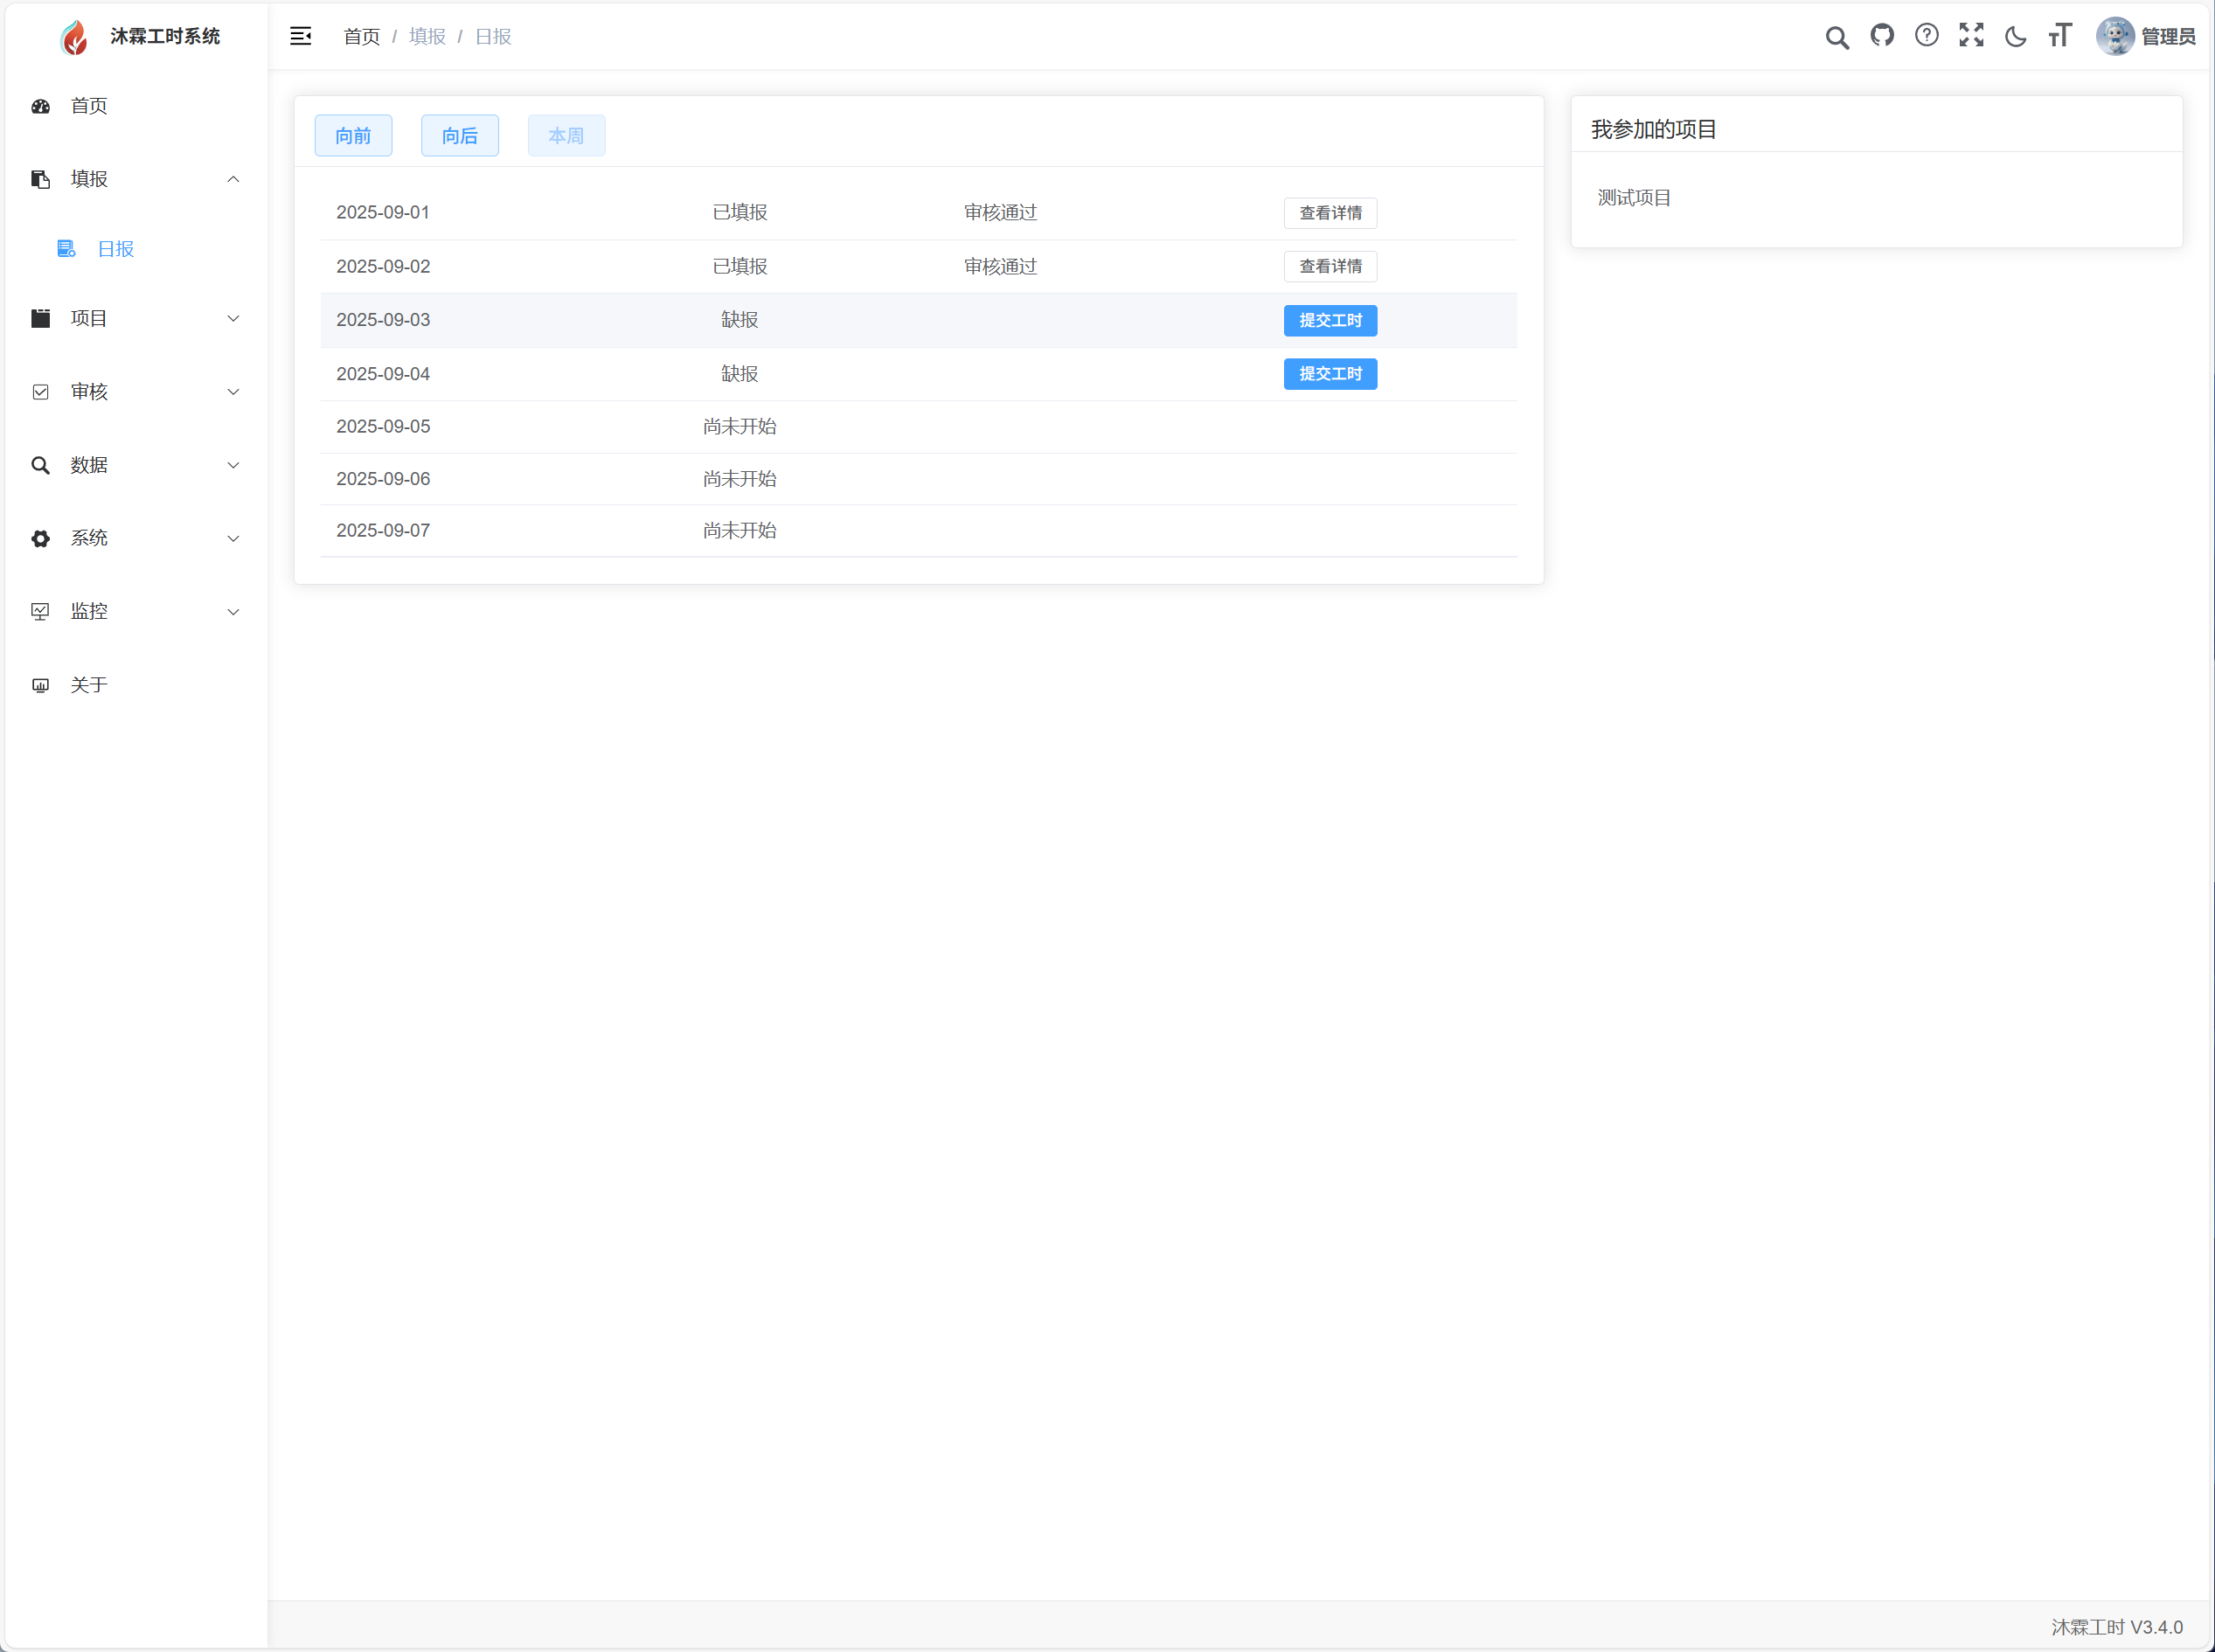 沐霖工时系统
首页 / 填报 / 日报
管理员
首页
填报
日报
项目
审核
数据
系统
监控
关于
向前 向后 本周
2025-09-01 已填报 审核通过 查看详情
2025-09-02 已填报 审核通过 查看详情
2025-09-03 缺报 提交工时
2025-09-04 缺报 提交工时
2025-09-05 尚未开始
2025-09-06 尚未开始
2025-09-07 尚未开始
我参加的项目
测试项目
沐霖工时 V3.4.0